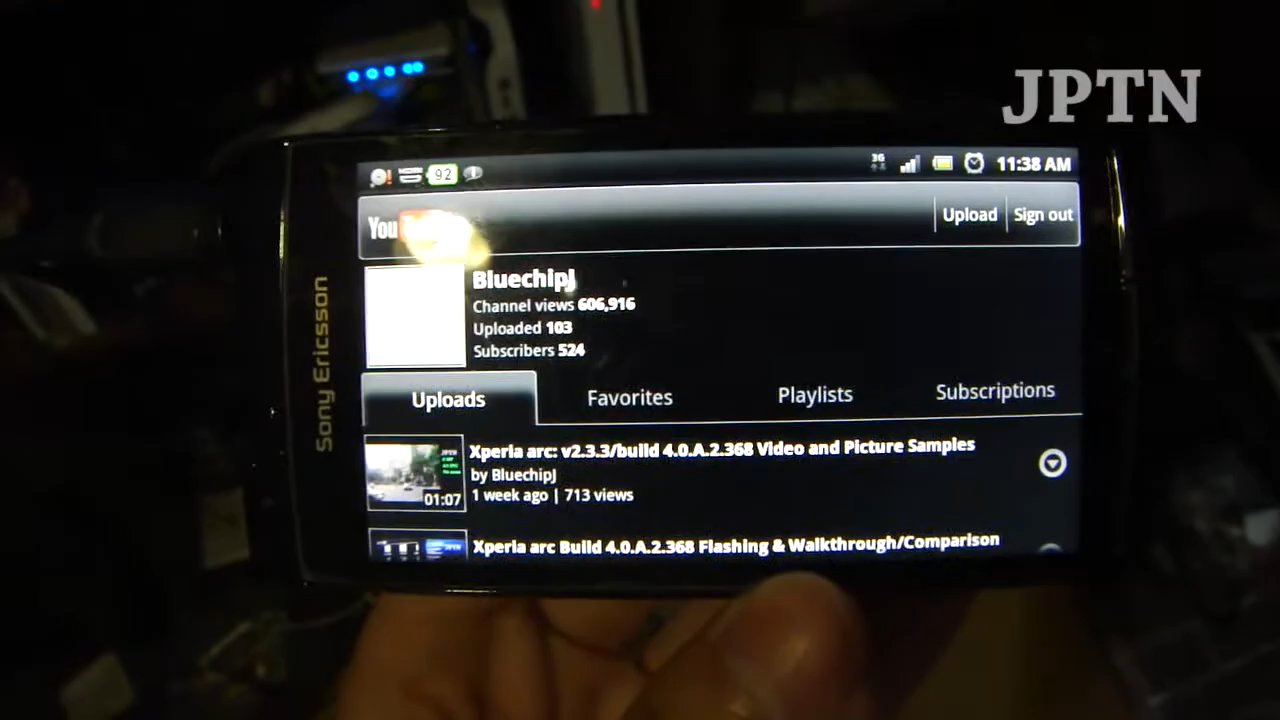 JPTN
3G
92
11:38 AM
You
Upload
Sign out
Sony Ericsson
BluechipJ
Channel views 606,916
Uploaded 103
Subscribers 524
Uploads
Favorites
Playlists
Subscriptions
Xperia arc: v2.3.3/build 4.0.A.2.368 Video and Picture Samples
by BluechipJ
1 week ago | 713 views
01:07
Xperia arc Build 4.0.A.2.368 Flashing & Walkthrough/Comparison